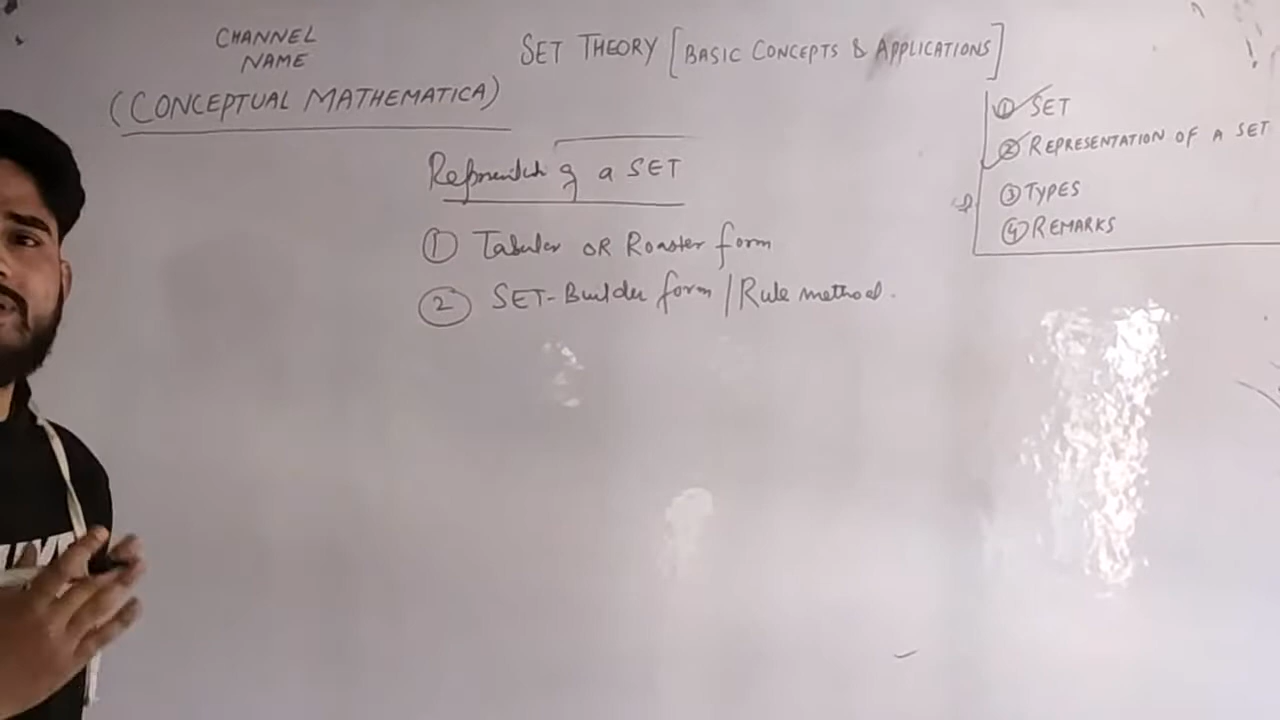 CHANNEL
NAME
(CONCEPTUAL MATHEMATICA)
SET THEORY [BASIC CONCEPTS & APPLICATIONS]
① SET
② REPRESENTATION OF A SET
③ TYPES
④ REMARKS
of a SET
① Tabular OR Roaster form
② SET-Builder form / Rule method.